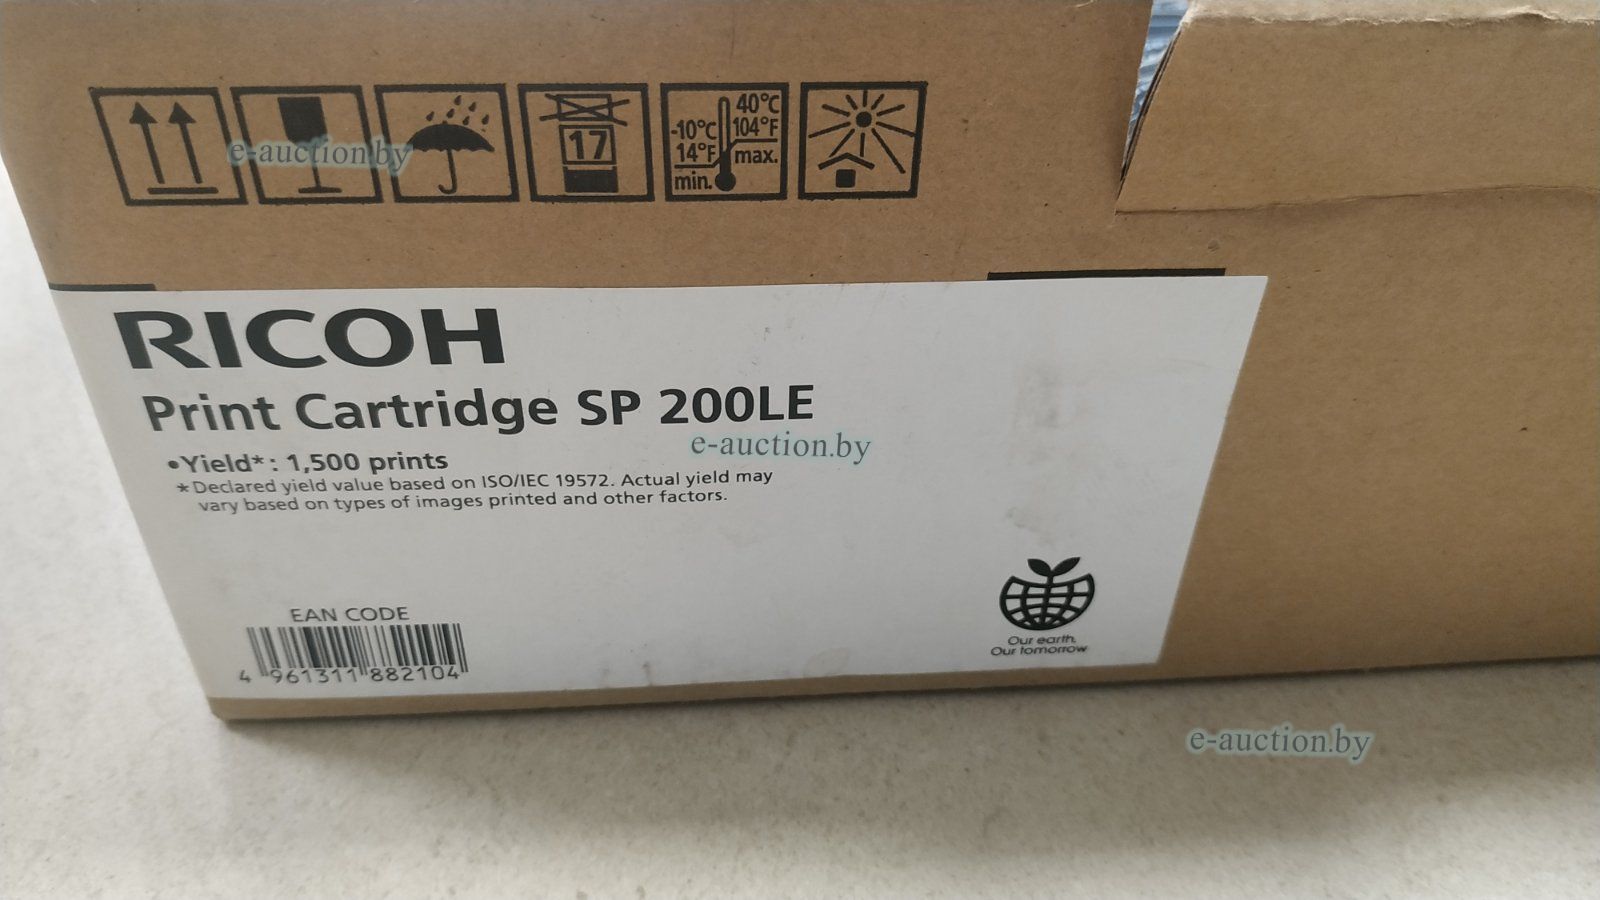 17
40°C
-10°C 104°F
14°F max.
min.
e-auction.by
RICOH
Print Cartridge SP 200LE
e-auction.by
•Yield*: 1,500 prints
*Declared yield value based on ISO/IEC 19572. Actual yield may
vary based on types of images printed and other factors.
EAN CODE
4 961311 882104
Our earth,
Our tomorrow
e-auction.by